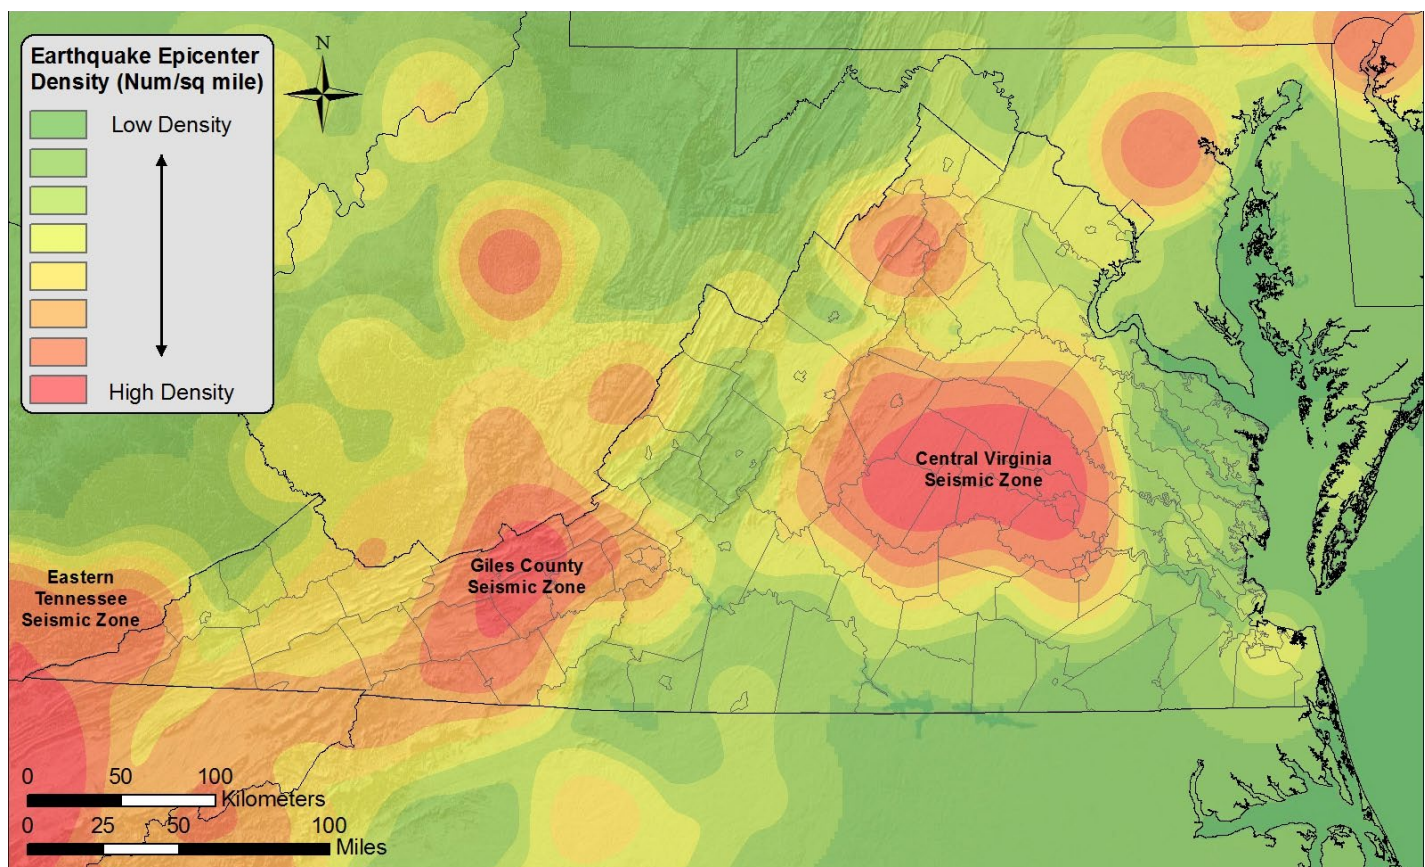 Earthquake Epicenter
Density (Num/sq mile)
Low Density
High Density
N
Central Virginia
Seismic Zone
Giles County
Seismic Zone
Eastern
Tennessee
Seismic Zone
0 50 100
Kilometers
0 25 50 100
Miles